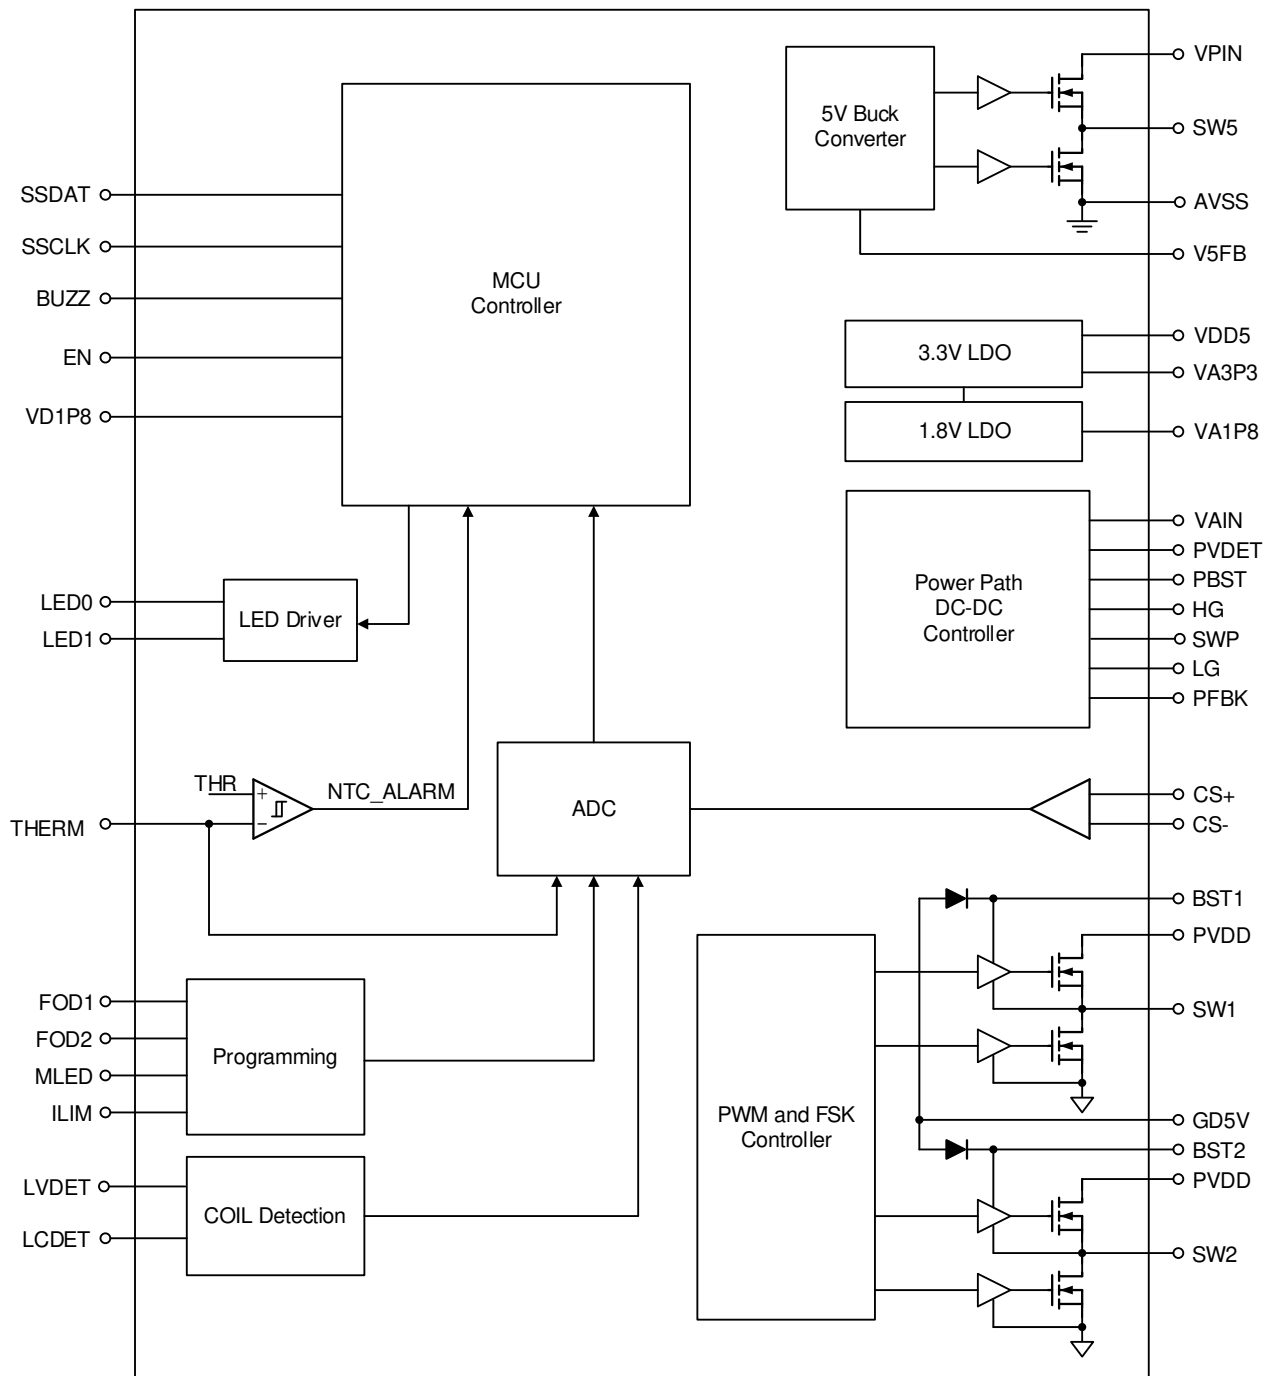 VPIN
5V Buck
Converter
SW5
AVSS
V5FB
SSDAT
SSCLK
BUZZ
EN
VD1P8
MCU
Controller
3.3V LDO
VDD5
VA3P3
1.8V LDO
VA1P8
Power Path
DC-DC
Controller
VAIN
PVDET
PBST
HG
SWP
LG
PFBK
LED0
LED1
LED Driver
THR
+
−
NTC_ALARM
THERM
ADC
CS+
CS-
FOD1
FOD2
MLED
ILIM
Programming
LVDET
LCDET
COIL Detection
PWM and FSK
Controller
BST1
PVDD
SW1
GD5V
BST2
PVDD
SW2